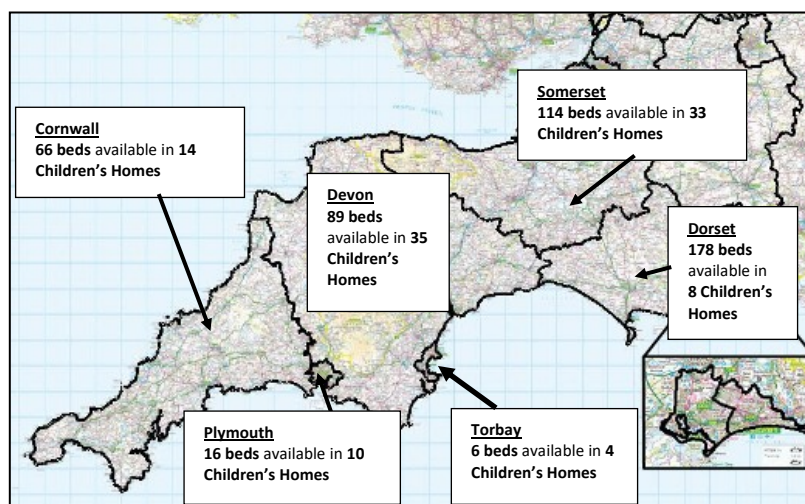 Somerset
114 beds available in 33
Children's Homes
Cornwall
66 beds available in 14
Children's Homes
Devon
89 beds
available in 35
Children's
Homes
Dorset
178 beds
available in
8 Children's
Homes
Plymouth
16 beds available in 10
Children's Homes
Torbay
6 beds available in 4
Children's Homes